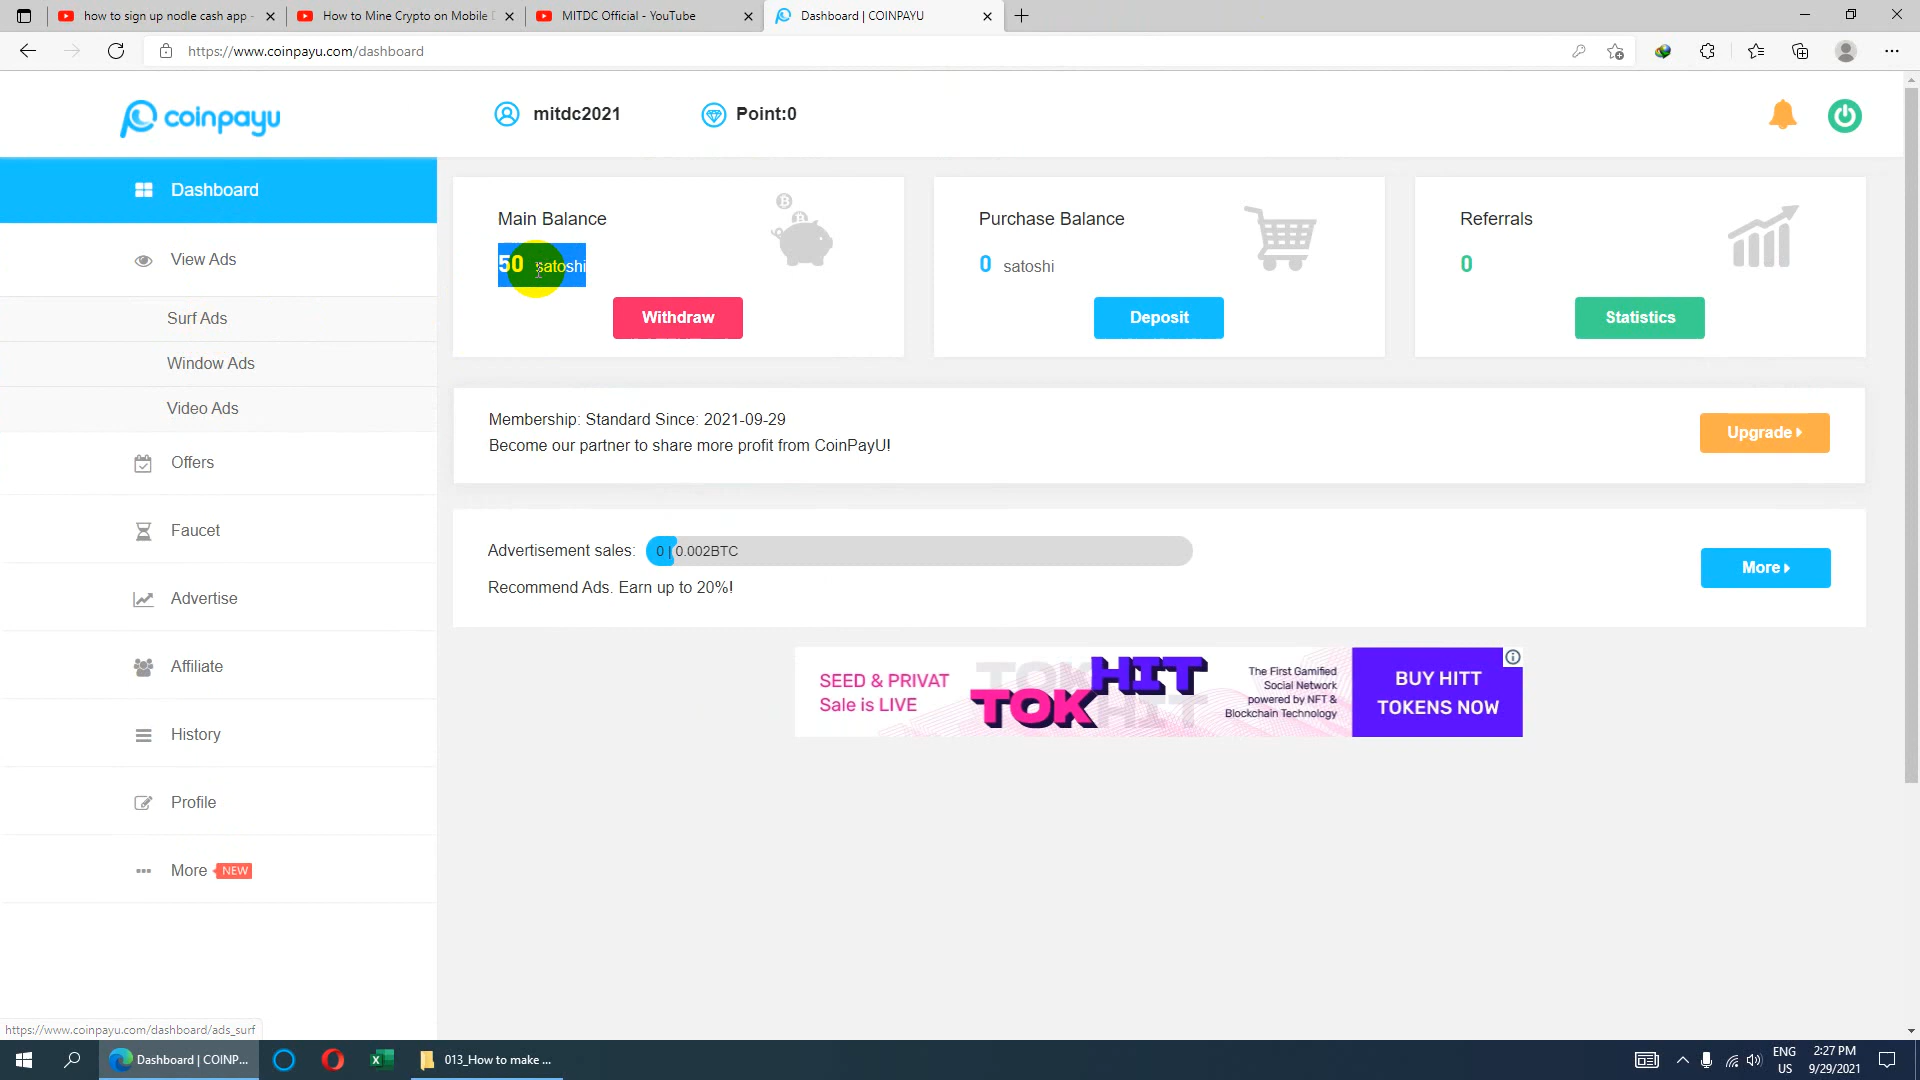 how to sign up nodle cash app -
How to Mine Crypto on Mobile
MITDC Official - YouTube
Dashboard | COINPAYU
https://www.coinpayu.com/dashboard
coinpayu
mitdc2021
Point:0
Dashboard
View Ads
Surf Ads
Window Ads
Video Ads
Offers
Faucet
Advertise
Affiliate
History
Profile
More NEW
Main Balance
50 satoshi
Withdraw
Purchase Balance
0 satoshi
Deposit
Referrals
0
Statistics
Membership: Standard Since: 2021-09-29
Become our partner to share more profit from CoinPayU!
Upgrade
Advertisement sales: 0 | 0.002BTC
Recommend Ads. Earn up to 20%!
More
SEED & PRIVAT
Sale is LIVE
TOK HIT
TOK HIT
The First Gamified
Social Network
powered by NFT &
Blockchain Technology
BUY HITT
TOKENS NOW
https://www.coinpayu.com/dashboard/ads_surf
Dashboard | COINP...
013_How to make ...
ENG
US
2:27 PM
9/29/2021